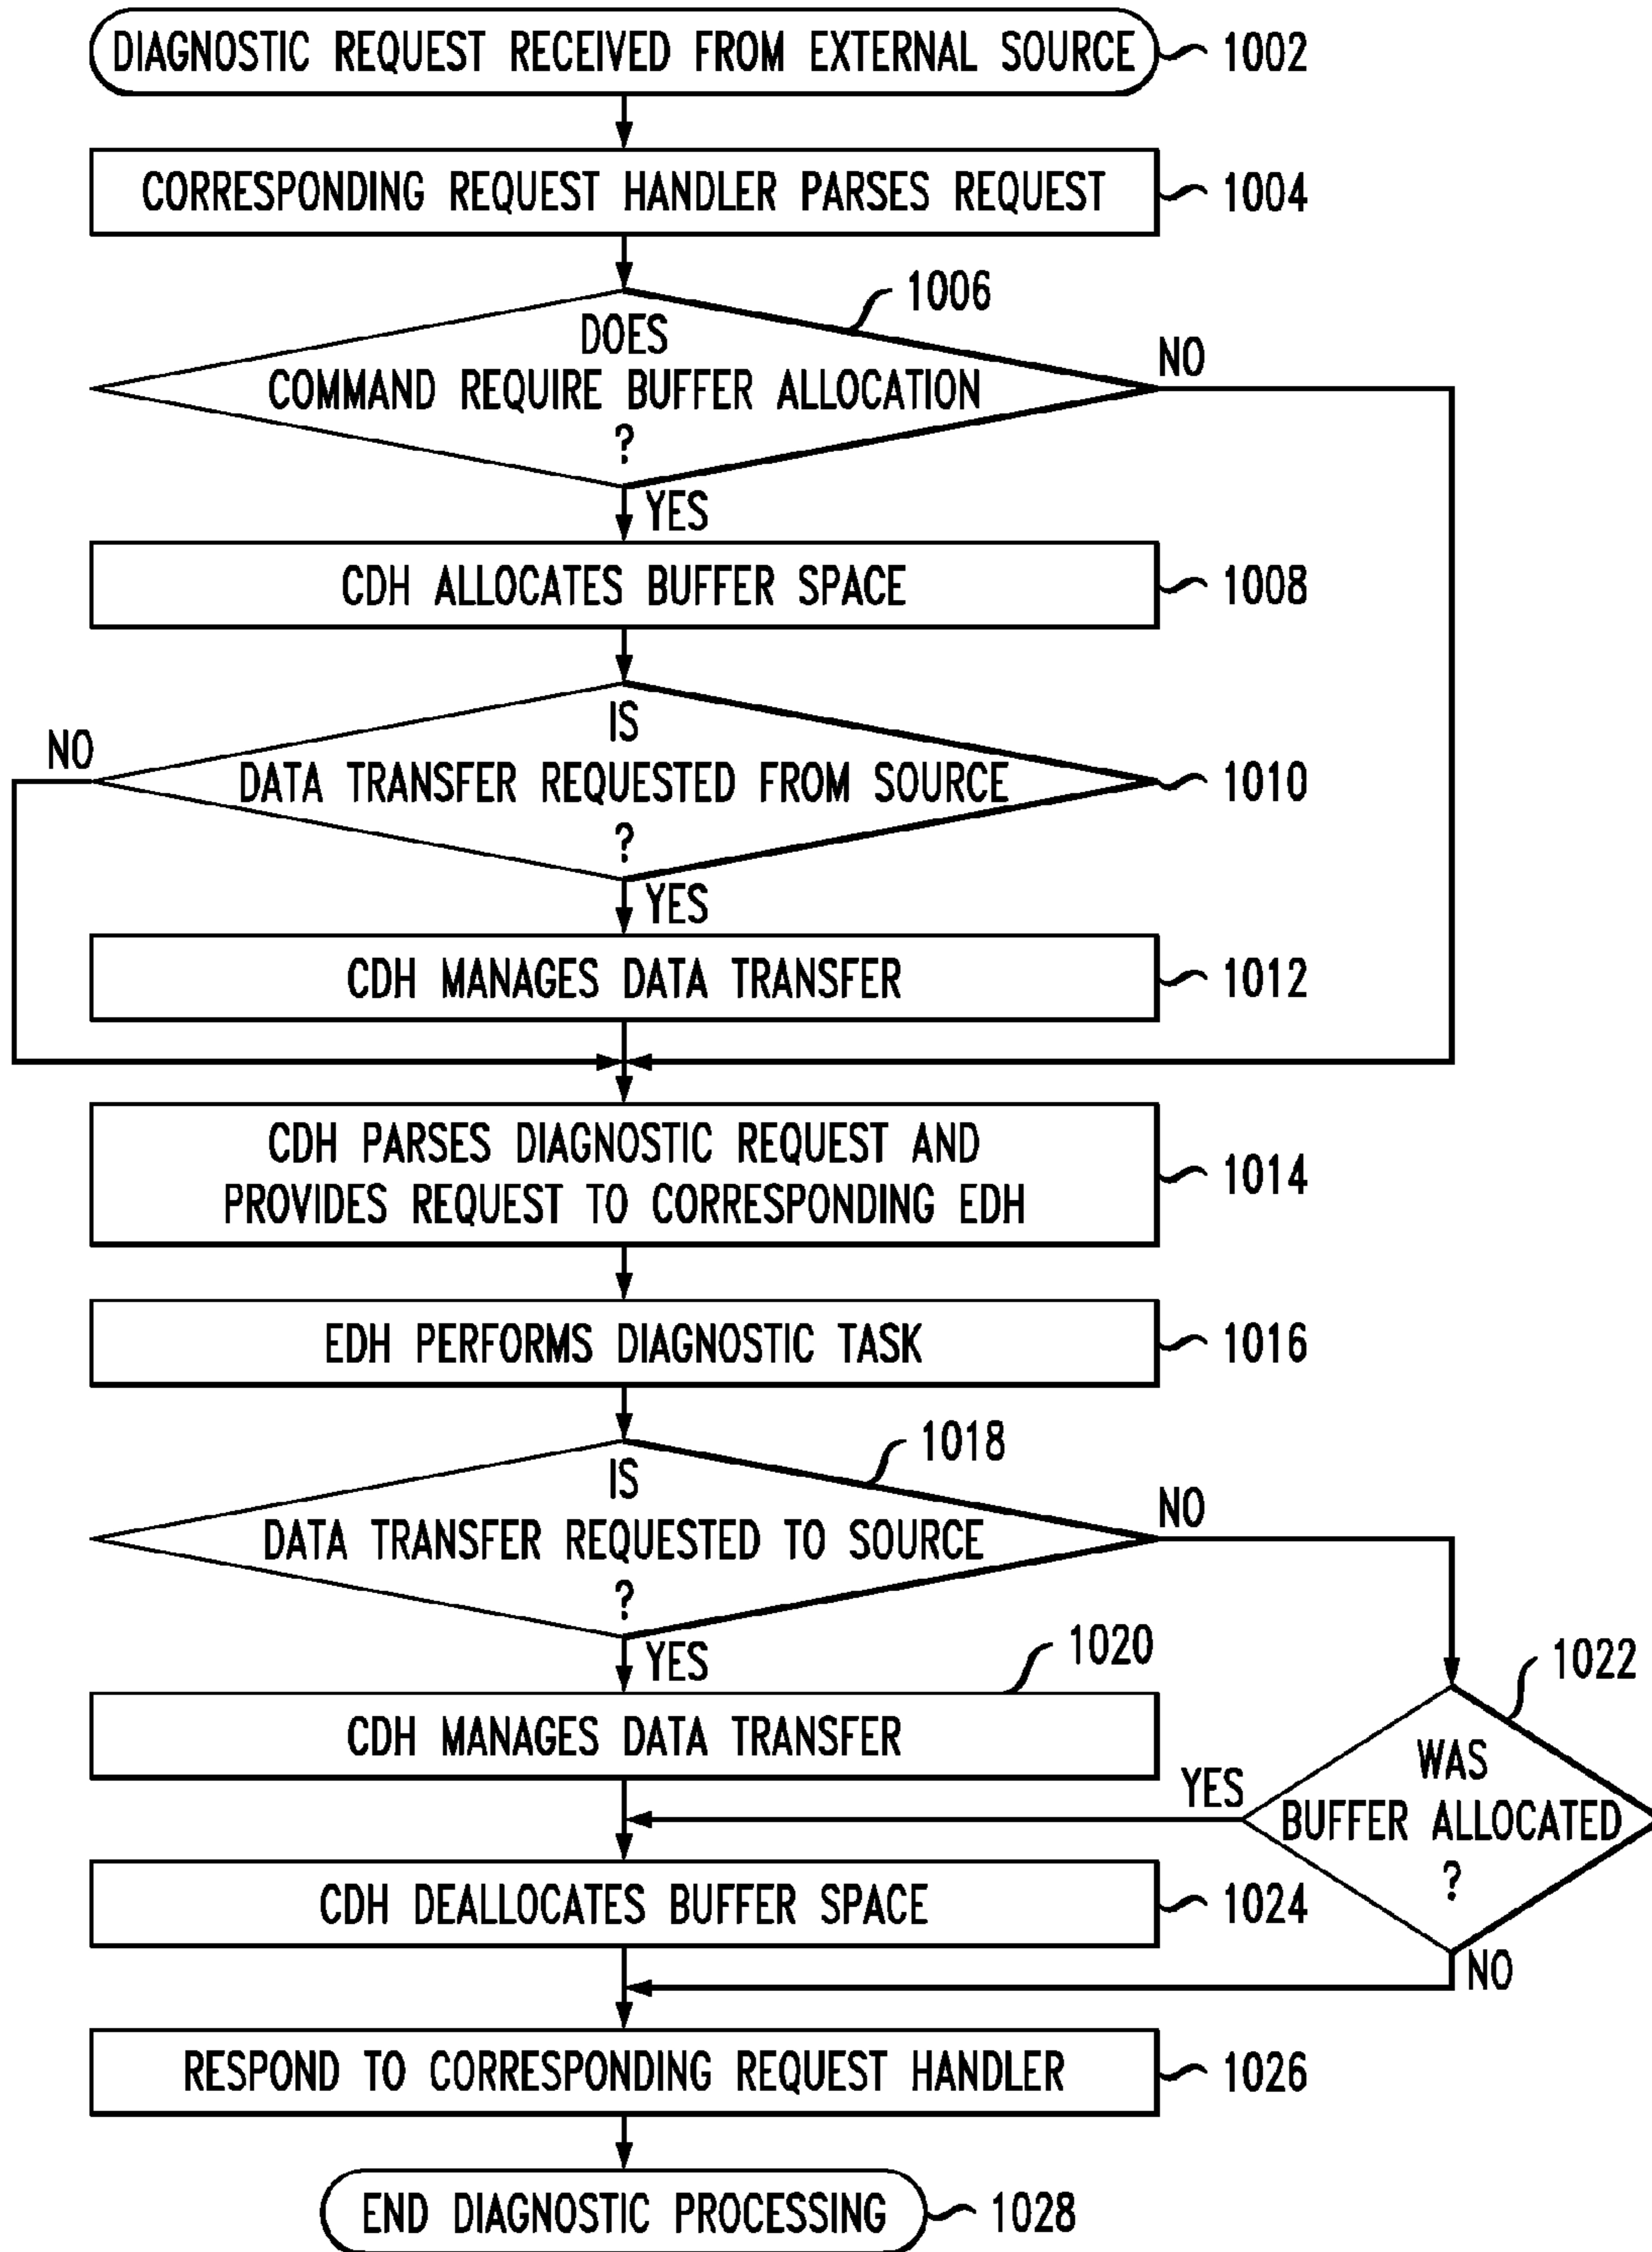 DIAGNOSTIC REQUEST RECEIVED FROM EXTERNAL SOURCE
1002
CORRESPONDING REQUEST HANDLER PARSES REQUEST
1004
1006
DOES
COMMAND REQUIRE BUFFER ALLOCATION
?
NO
YES
CDH ALLOCATES BUFFER SPACE
1008
IS
DATA TRANSFER REQUESTED FROM SOURCE
?
NO
1010
YES
CDH MANAGES DATA TRANSFER
1012
CDH PARSES DIAGNOSTIC REQUEST AND
PROVIDES REQUEST TO CORRESPONDING EDH
1014
EDH PERFORMS DIAGNOSTIC TASK
1016
1018
IS
DATA TRANSFER REQUESTED TO SOURCE
?
NO
YES
1020
CDH MANAGES DATA TRANSFER
1022
WAS
BUFFER ALLOCATED
?
YES
NO
CDH DEALLOCATES BUFFER SPACE
1024
RESPOND TO CORRESPONDING REQUEST HANDLER
1026
END DIAGNOSTIC PROCESSING
1028